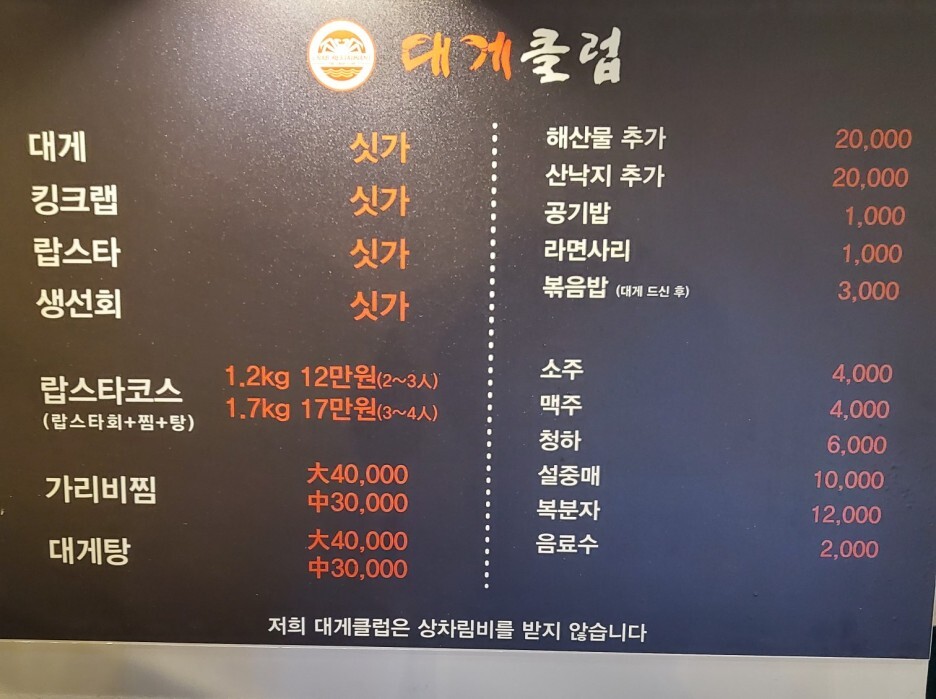 대게클럽
대게 싯가
킹크랩 싯가
랍스타 싯가
생선회 싯가
랍스타코스 1.2kg 12만원(2~3人)
(랍스타회+찜+탕) 1.7kg 17만원(3~4人)
가리비찜 大40,000
中30,000
대게탕 大40,000
中30,000
해산물 추가 20,000
산낙지 추가 20,000
공기밥 1,000
라면사리 1,000
볶음밥 (대게 드신 후) 3,000
소주 4,000
맥주 4,000
청하 6,000
설중매 10,000
복분자 12,000
음료수 2,000
저희 대게클럽은 상차림비를 받지 않습니다